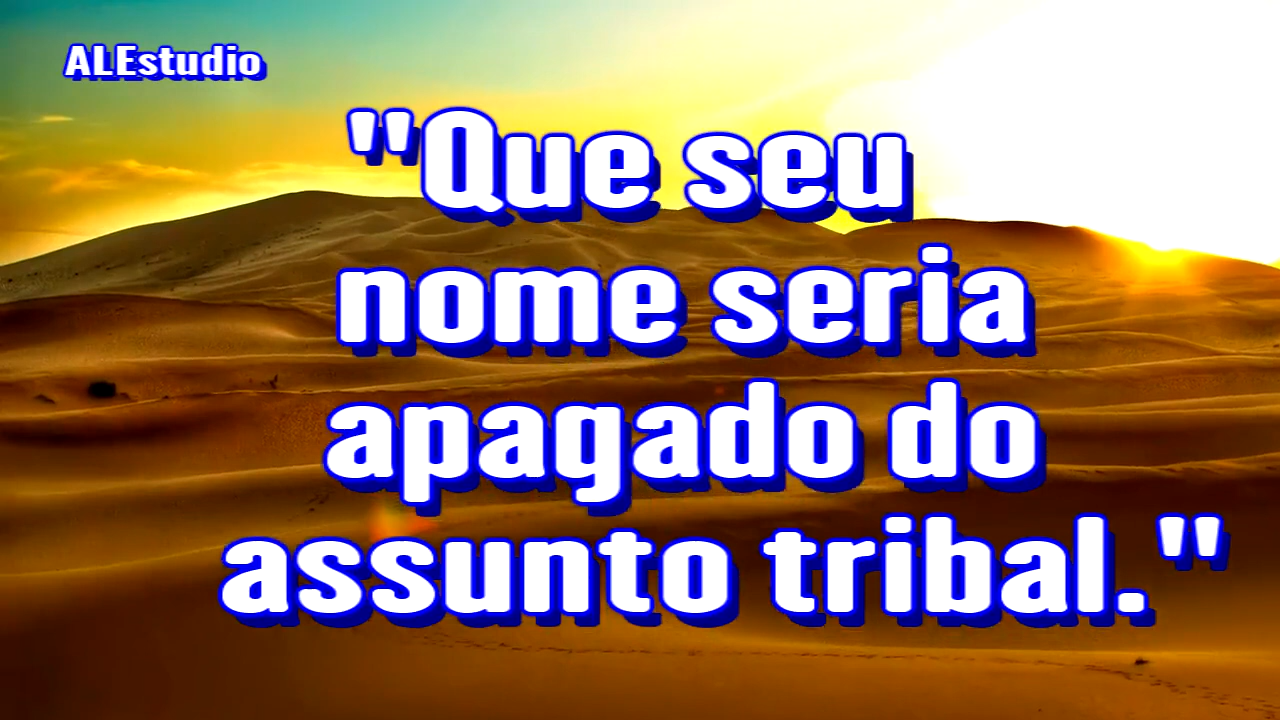 ALEstudio
"Que seu
nome seria
apagado do
assunto tribal."